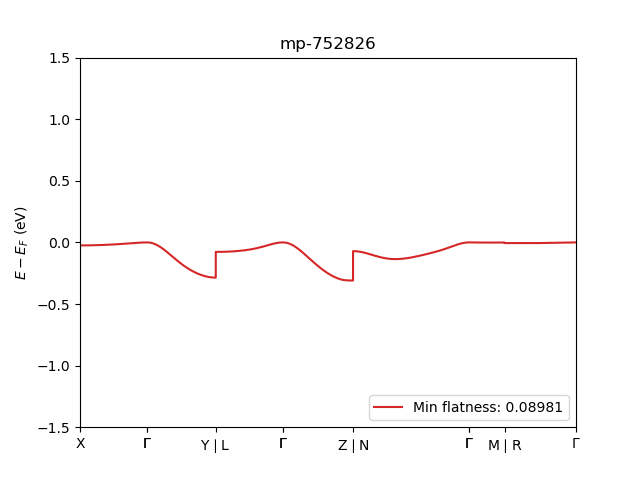 mp-752826
E − E_F (eV)
1.5
1.0
0.5
0.0
−0.5
−1.0
−1.5
Min flatness: 0.08981
X Γ Y | L Γ Z | N Γ M | R Γ